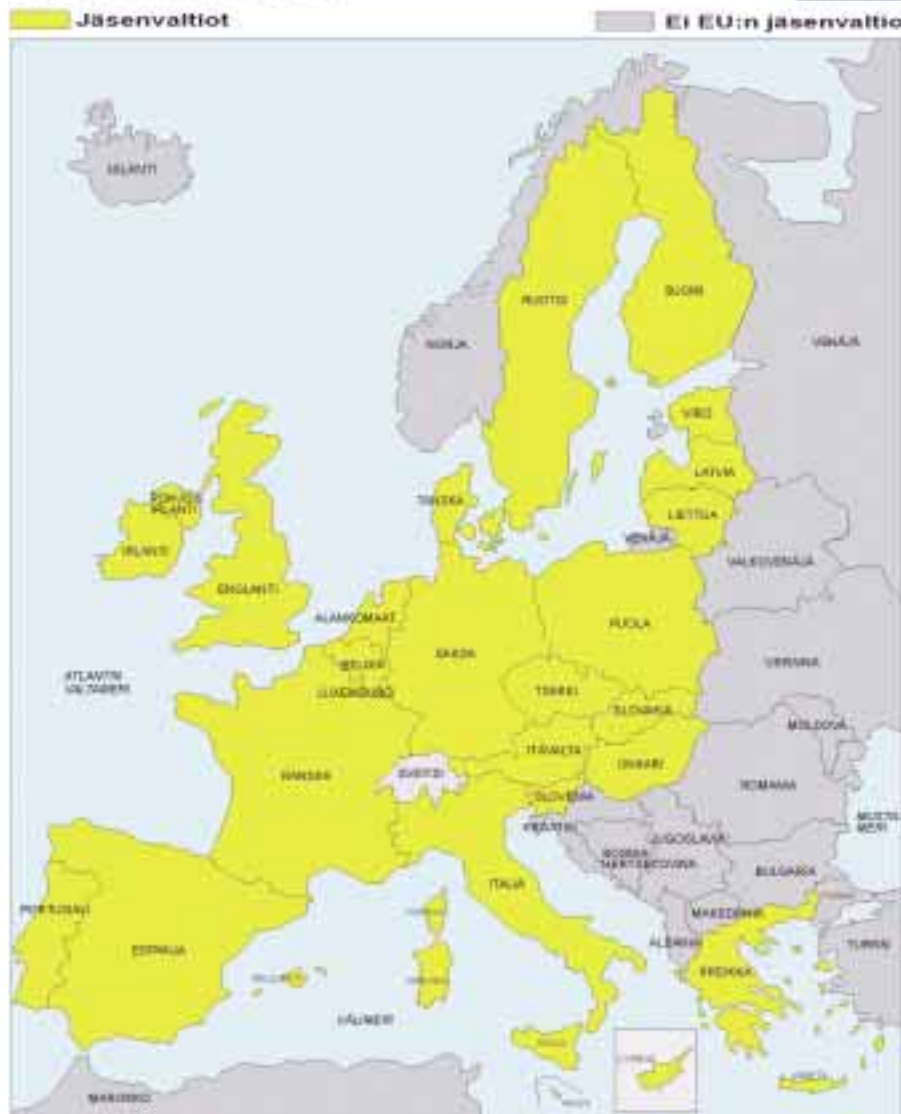 Jäsenvaltiot
Ei EU:n jäsenvaltio
ISLANTI
RUOTSI
SUOMI
NORJA
VENÄJÄ
VIRO
LATVIA
TANSKA
LIETTUA
VENÄJÄ
POHJOIS
IRLANTI
IRLANTI
VALKOVENÄJÄ
ENGLANTI
ALANKOMAAT
PUOLA
SAKSA
BELGIA
UKRAINA
ATLANTIN
VALTAMERI
LUXEMBURG
TSEKKI
SLOVAKIA
MOLDOVA
ITÄVALTA
UNKARI
RANSKA
SVEITSI
ROMANIA
SLOVENIA
MUSTA
MERI
KROATIA
JUGOSLAVIA
BOSNIA
HERTSEGOVINA
BULGARIA
ITALIA
PORTUGALI
MAKEDONIA
ALBANIA
TURKKI
ESPANJA
KREIKKA
VÄLIMERI
MAROKKO